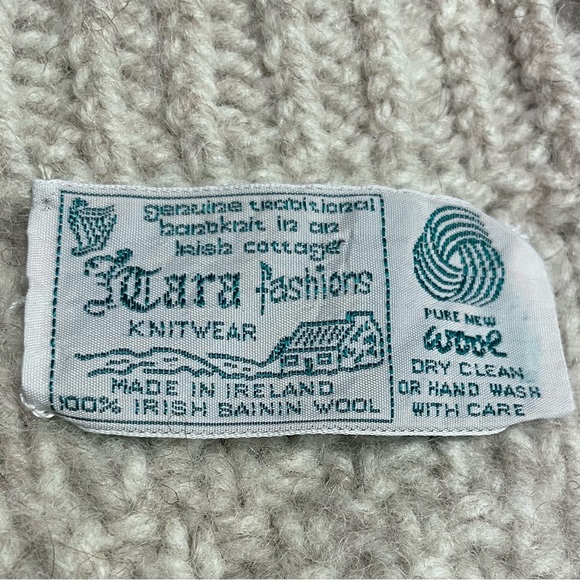 genuine traditional
handknit in an
Irish cottage
Tara fashions
KNITWEAR
MADE IN IRELAND
100% IRISH BAININ WOOL
PURE NEW
wool
DRY CLEAN
OR HAND WASH
WITH CARE